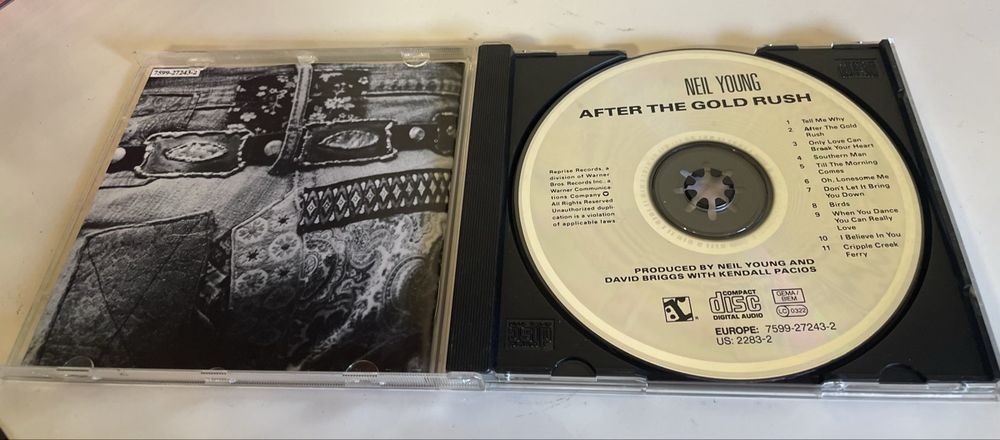 7599-27243-2
NEIL YOUNG
AFTER THE GOLD RUSH
1 Tell Me Why
2 After The Gold
Rush
3 Only Love Can
Break Your Heart
4 Southern Man
5 Till The Morning
Comes
6 Oh, Lonesome Me
7 Don't Let It Bring
You Down
8 Birds
9 When You Dance
You Can Really
Love
10 I Believe In You
11 Cripple Creek
Ferry
Reprise Records, a
division of Warner
Bros. Records Inc., a
Warner Communica-
tions Company
All Rights Reserved
Unauthorized dupli-
cation is a violation
of applicable laws
PRODUCED BY NEIL YOUNG AND
DAVID BRIGGS WITH KENDALL PACIOS
COMPACT
disc
DIGITAL AUDIO
GEMA/
BIEM
LC 0322
EUROPE: 7599-27243-2
US: 2283-2